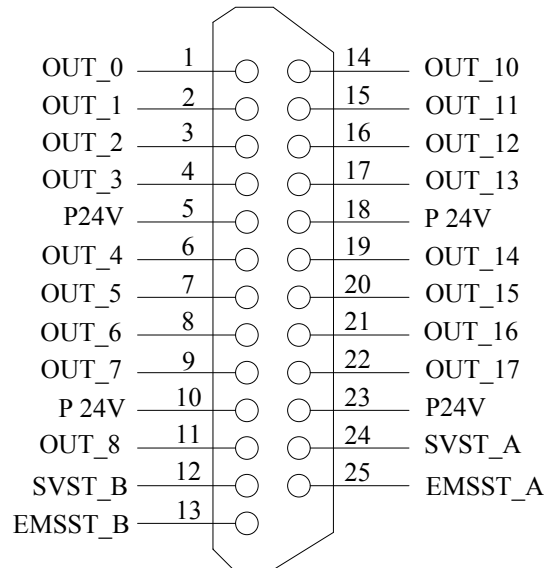 OUT_0 1 14 OUT_10
OUT_1 2 15 OUT_11
OUT_2 3 16 OUT_12
OUT_3 4 17 OUT_13
P24V 5 18 P 24V
OUT_4 6 19 OUT_14
OUT_5 7 20 OUT_15
OUT_6 8 21 OUT_16
OUT_7 9 22 OUT_17
P 24V 10 23 P24V
OUT_8 11 24 SVST_A
SVST_B 12 25 EMSST_A
EMSST_B 13